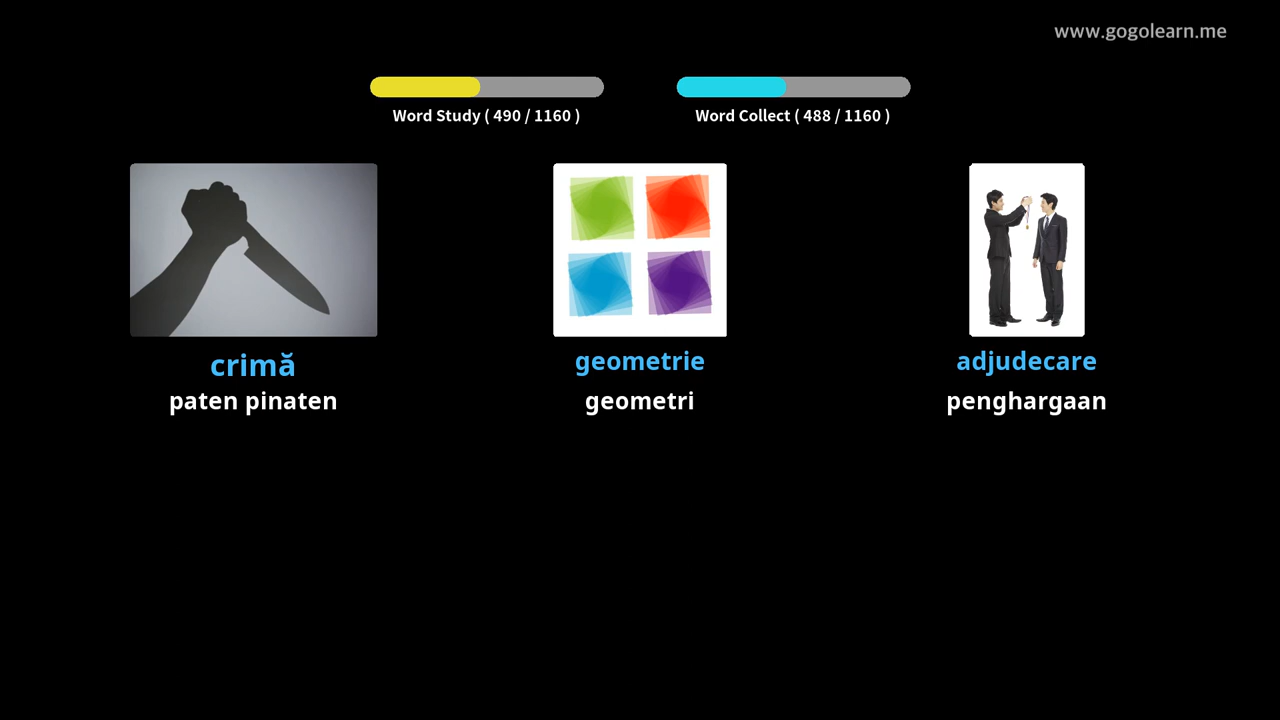 www.gogolearn.me
Word Study ( 490 / 1160 )
Word Collect ( 488 / 1160 )
crimă
geometrie
adjudecare
paten pinaten
geometri
penghargaan